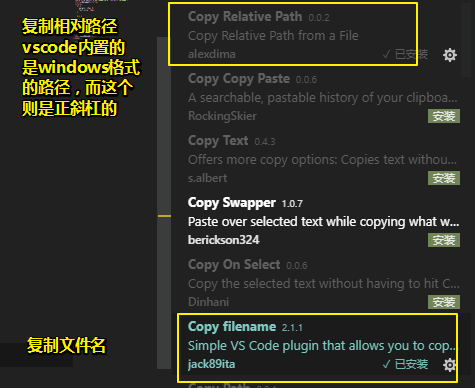 复制相对路径
vscode内置的
是windows格式
的路径，而这个
则是正斜杠的
复制文件名
Copy Relative Path 0.0.2
Copy Relative Path from a File
alexdima ✓ 已安装
Copy Copy Paste 0.0.6
A searchable, pastable history of your clipboa...
RockingSkier 安装
Copy Text 0.4.3
Offers more copy options: Copies text withou...
s.albert 安装
Copy Swapper 1.0.7
Paste over selected text while copying what w...
berickson324 安装
Copy On Select 0.0.6
Copy the selected text without having to hit C...
Dinhani 安装
Copy filename 2.1.1
Simple VS Code plugin that allows you to cop...
jack89ita ✓ 已安装